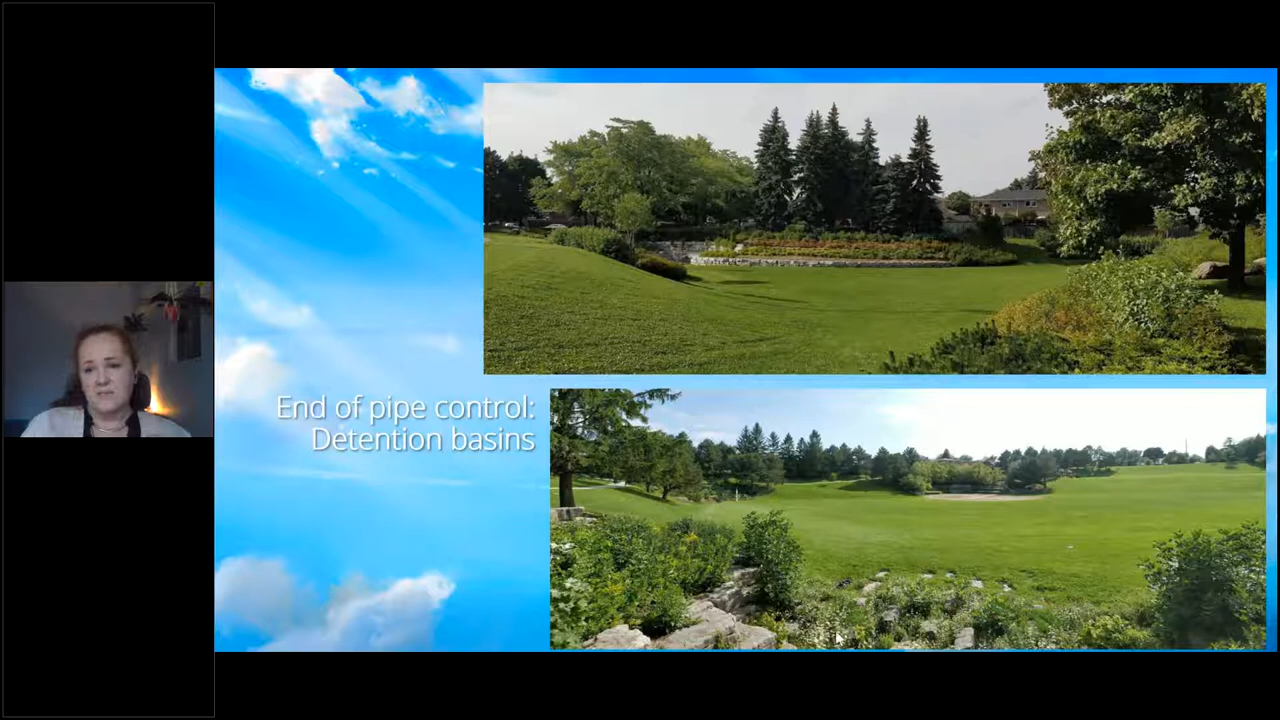 End of pipe control:
Detention basins